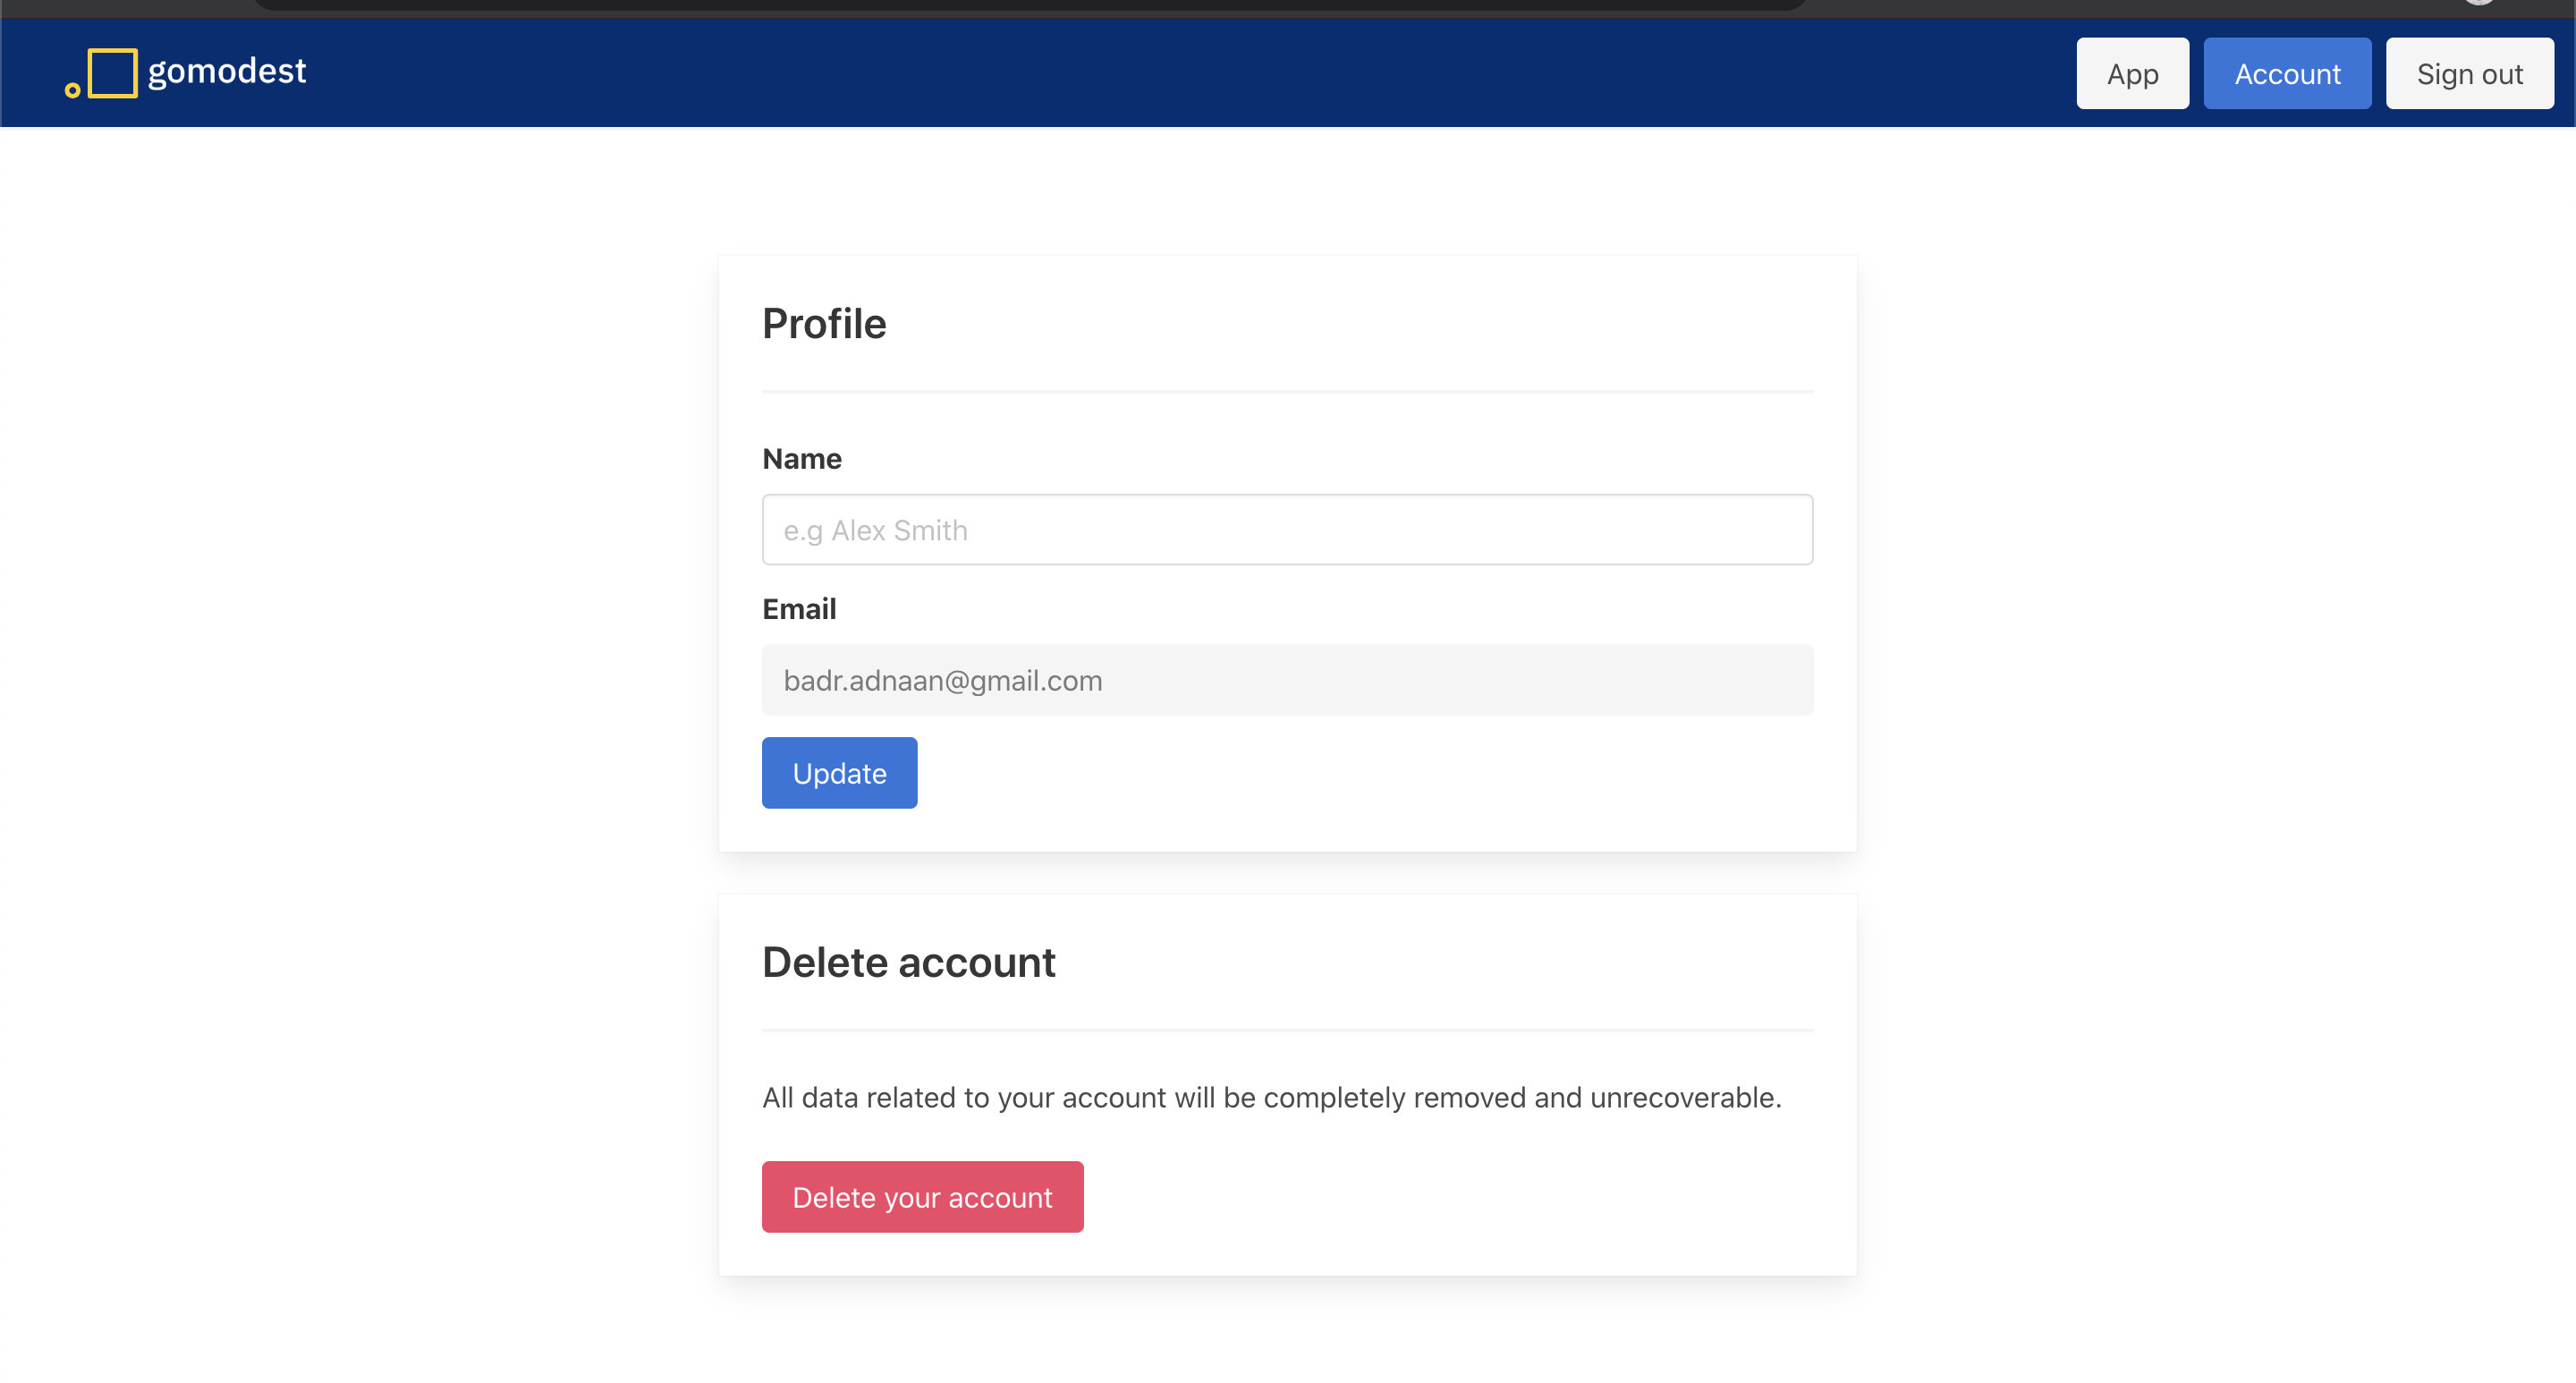 gomodest
App
Account
Sign out
Profile
Name
e.g Alex Smith
Email
badr.adnaan@gmail.com
Update
Delete account
All data related to your account will be completely removed and unrecoverable.
Delete your account